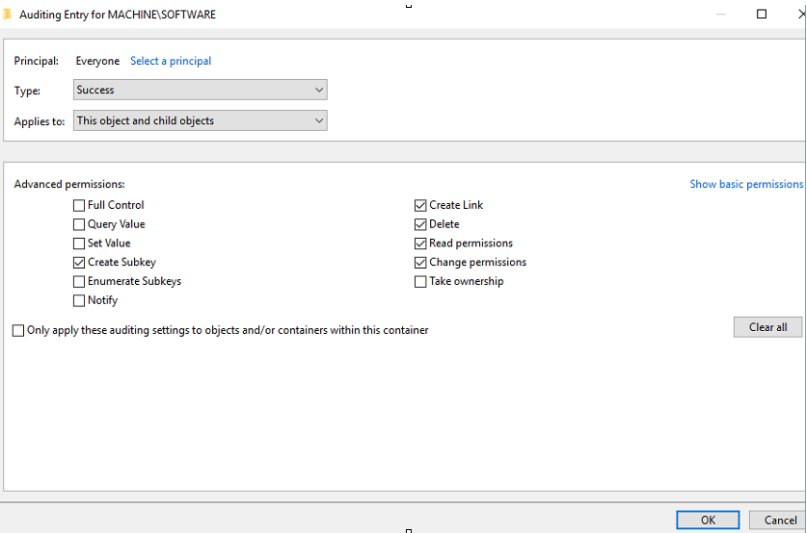 Auditing Entry for MACHINE\SOFTWARE
Principal: Everyone Select a principal
Type: Success
Applies to: This object and child objects
Advanced permissions: Show basic permissions
Full Control Create Link
Query Value Delete
Set Value Read permissions
Create Subkey Change permissions
Enumerate Subkeys Take ownership
Notify
Only apply these auditing settings to objects and/or containers within this container Clear all
OK Cancel